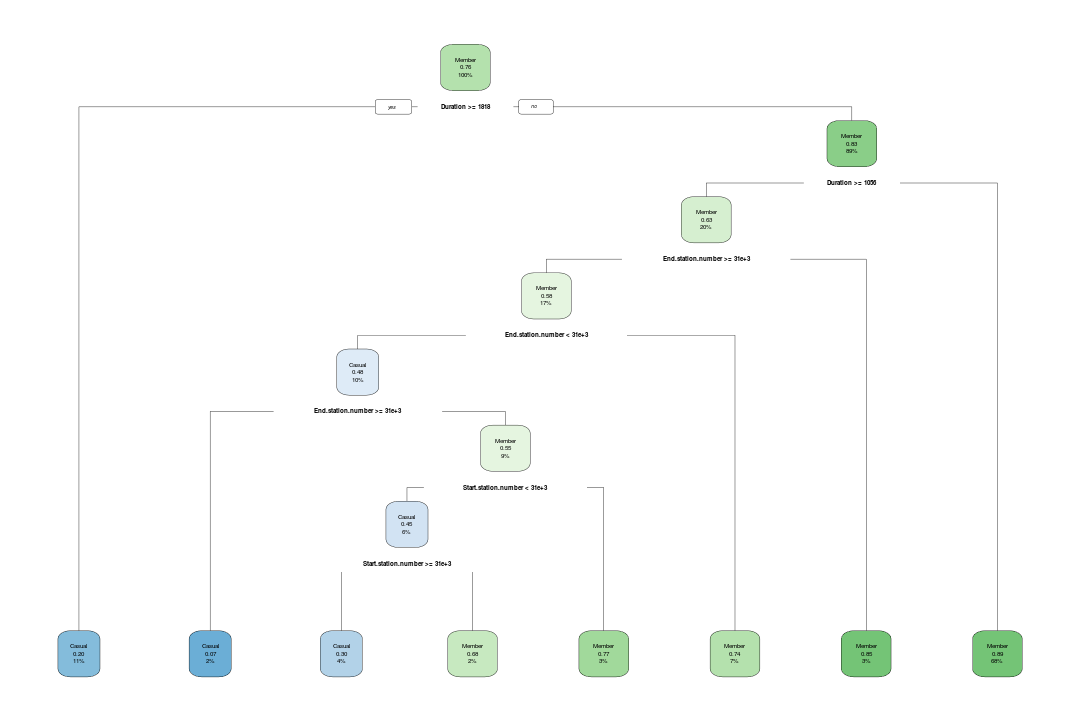 Member
0.76
100%
yes
Duration >= 1818
no
Member
0.83
89%
Duration >= 1056
Member
0.63
20%
End.station.number >= 31e+3
Member
0.58
17%
End.station.number < 31e+3
Casual
0.48
10%
End.station.number >= 31e+3
Member
0.55
9%
Start.station.number < 31e+3
Casual
0.45
6%
Start.station.number >= 31e+3
Casual
0.20
11%
Casual
0.07
2%
Casual
0.30
4%
Member
0.68
2%
Member
0.77
3%
Member
0.74
7%
Member
0.85
3%
Member
0.89
68%